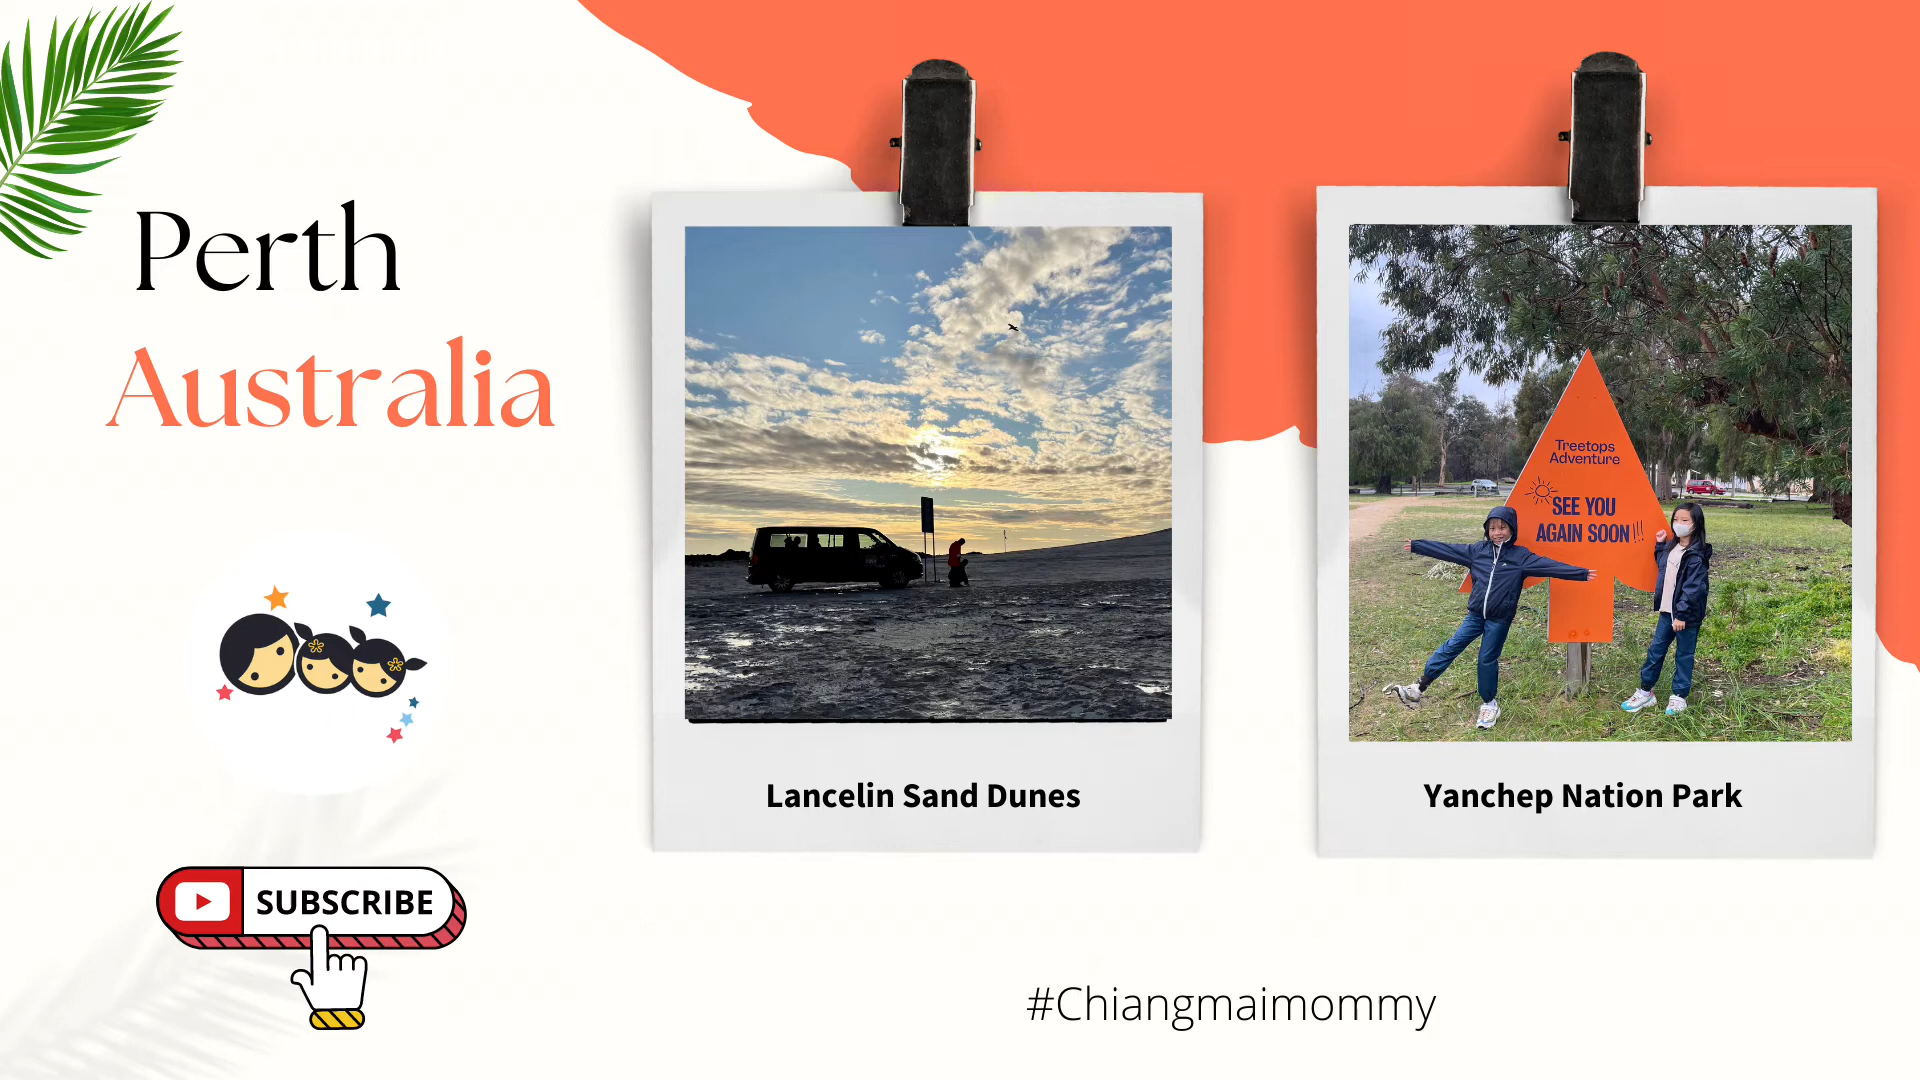 Perth
Australia
SUBSCRIBE
Treetops
Adventure
SEE YOU
AGAIN SOON!!!
Lancelin Sand Dunes
Yanchep Nation Park
#Chiangmaimommy